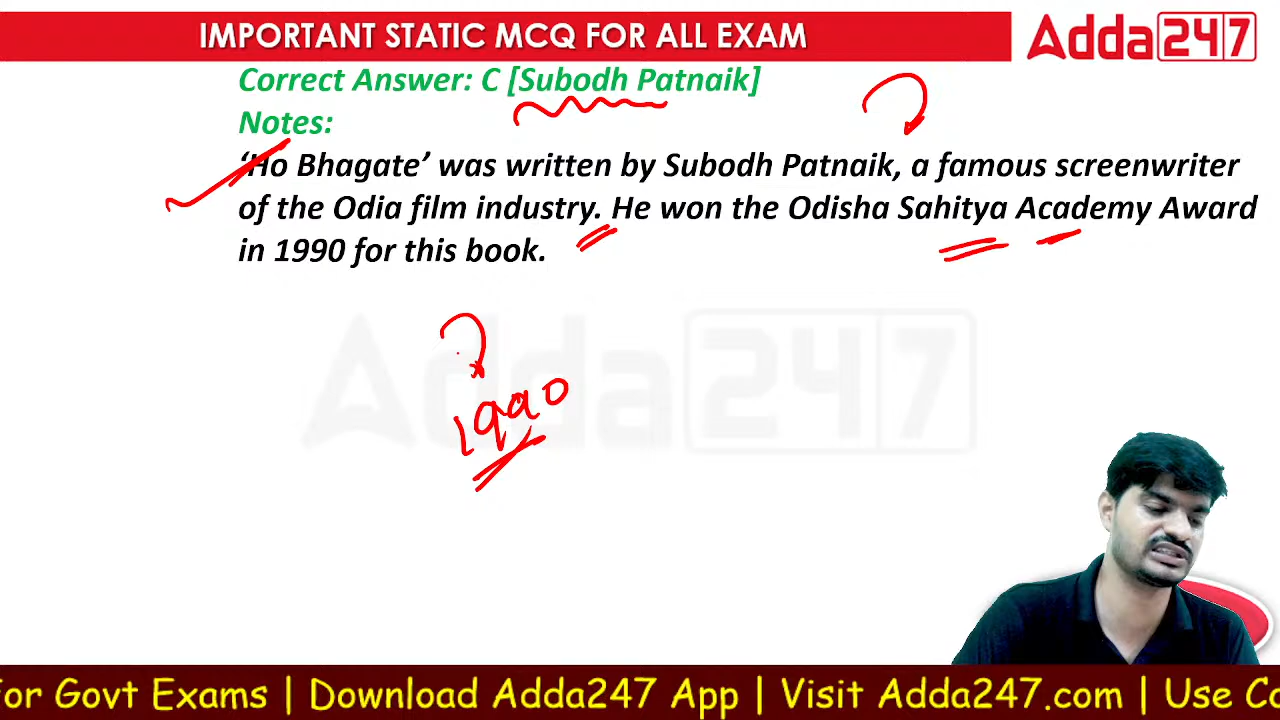 IMPORTANT STATIC MCQ FOR ALL EXAM
Adda247
Correct Answer: C [Subodh Patnaik]
Notes:
‘Ho Bhagate’ was written by Subodh Patnaik, a famous screenwriter
of the Odia film industry. He won the Odisha Sahitya Academy Award
in 1990 for this book.
Adda247
1990
For Govt Exams | Download Adda247 App | Visit Adda247.com | Use Co